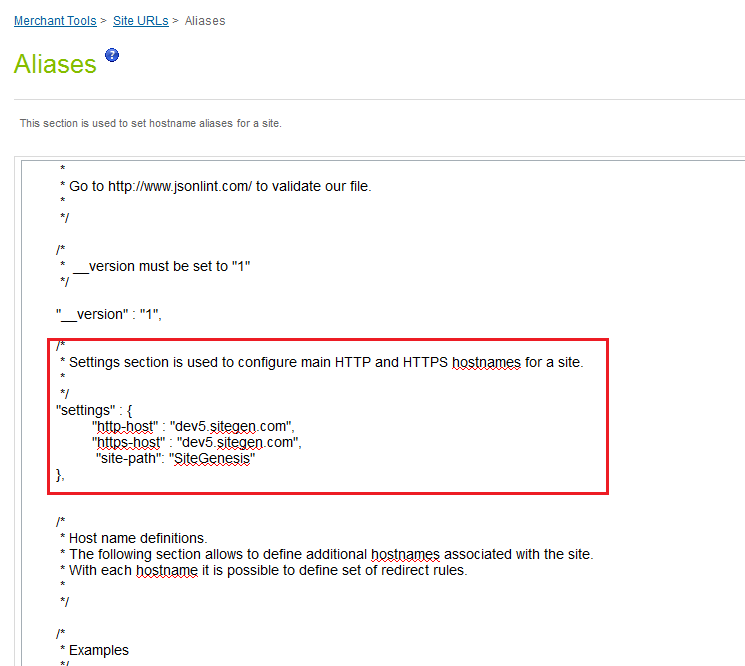 Merchant Tools > Site URLs > Aliases
Aliases ?
This section is used to set hostname aliases for a site.
*
* Go to http://www.jsonlint.com/ to validate our file.
*
*/
/*
* __version must be set to "1"
*/
"__version" : "1",
/*
* Settings section is used to configure main HTTP and HTTPS hostnames for a site.
*
*/
"settings" : {
"http-host" : "dev5.sitegen.com",
"https-host" : "dev5.sitegen.com",
"site-path": "SiteGenesis"
},
/*
* Host name definitions.
* The following section allows to define additional hostnames associated with the site.
* With each hostname it is possible to define set of redirect rules.
*
*/
/*
* Examples
*/